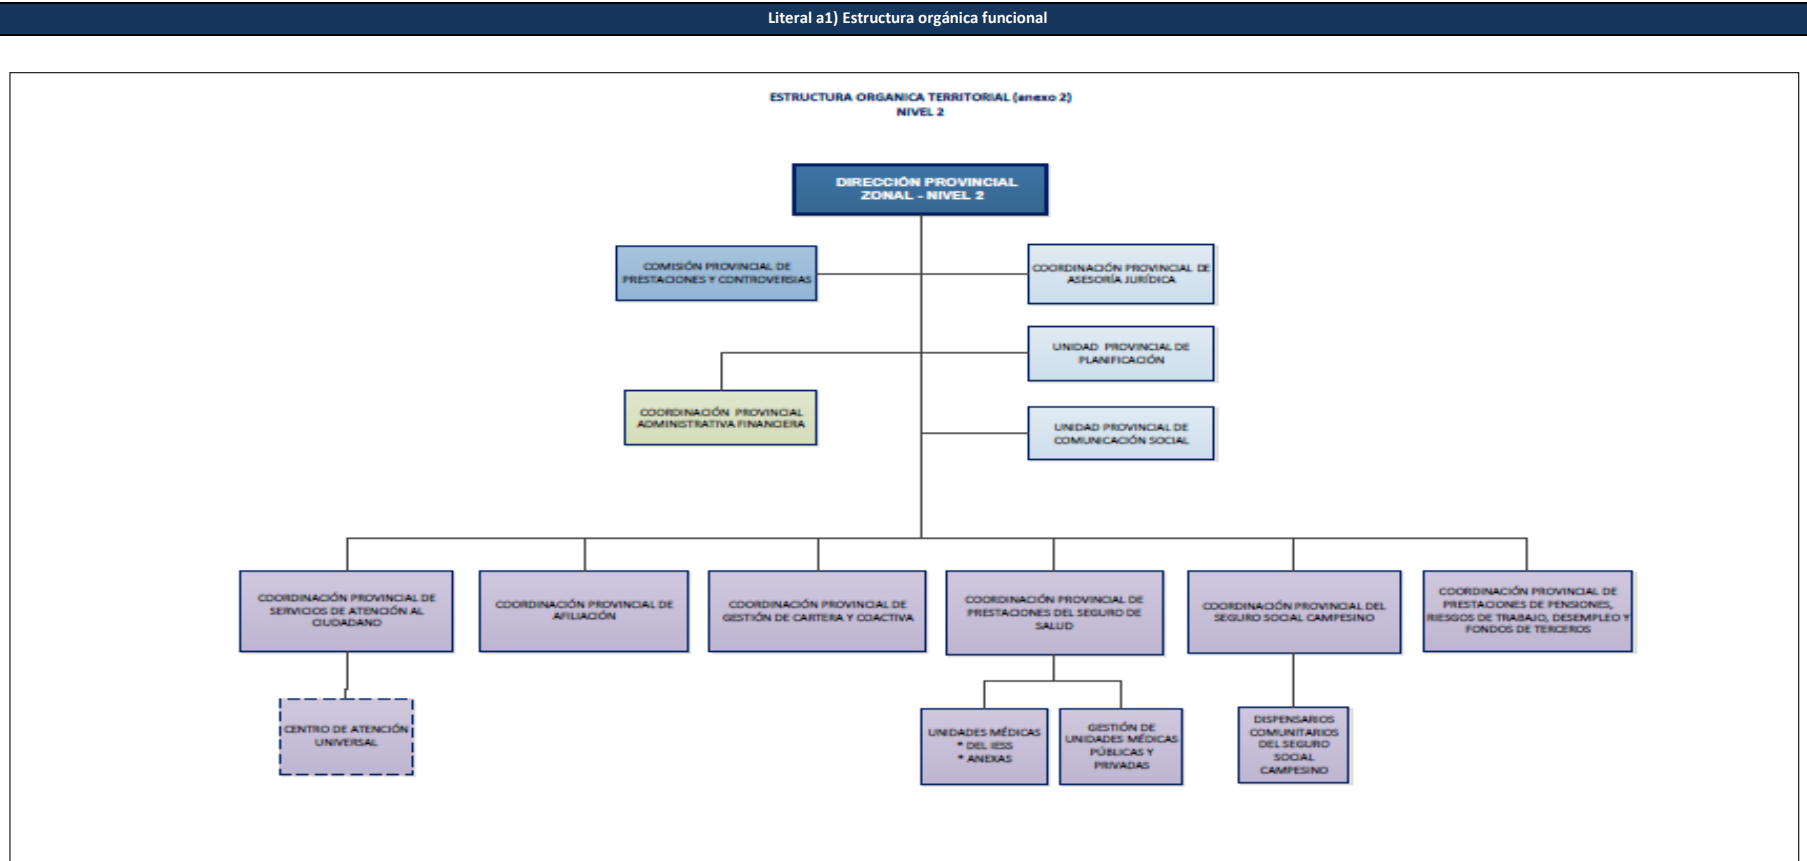 Literal a1) Estructura orgánica funcional
ESTRUCTURA ORGANICA TERRITORIAL (anexo 2)
NIVEL 2
DIRECCIÓN PROVINCIAL
ZONAL - NIVEL 2
COMISIÓN PROVINCIAL DE
PRESTACIONES Y CONTROVERSIAS
COORDINACIÓN PROVINCIAL DE
ASESORÍA JURÍDICA
UNIDAD PROVINCIAL DE
PLANIFICACIÓN
COORDINACIÓN PROVINCIAL
ADMINISTRATIVA FINANCIERA
UNIDAD PROVINCIAL DE
COMUNICACIÓN SOCIAL
COORDINACIÓN PROVINCIAL DE
SERVICIOS DE ATENCIÓN AL
CIUDADANO
COORDINACIÓN PROVINCIAL DE
AFILIACIÓN
COORDINACIÓN PROVINCIAL DE
GESTIÓN DE CARTERA Y COACTIVA
COORDINACIÓN PROVINCIAL DE
PRESTACIONES DEL SEGURO DE
SALUD
COORDINACIÓN PROVINCIAL DEL
SEGURO SOCIAL CAMPESINO
COORDINACIÓN PROVINCIAL DE
PRESTACIONES DE PENSIONES,
RIESGOS DE TRABAJO, DESEMPLEO Y
FONDOS DE TERCEROS
CENTRO DE ATENCIÓN
UNIVERSAL
UNIDADES MÉDICAS
* DEL IESS
* ANEXAS
GESTIÓN DE
UNIDADES MÉDICAS
PÚBLICAS Y
PRIVADAS
DISPENSARIOS
COMUNITARIOS
DEL SEGURO
SOCIAL
CAMPESINO